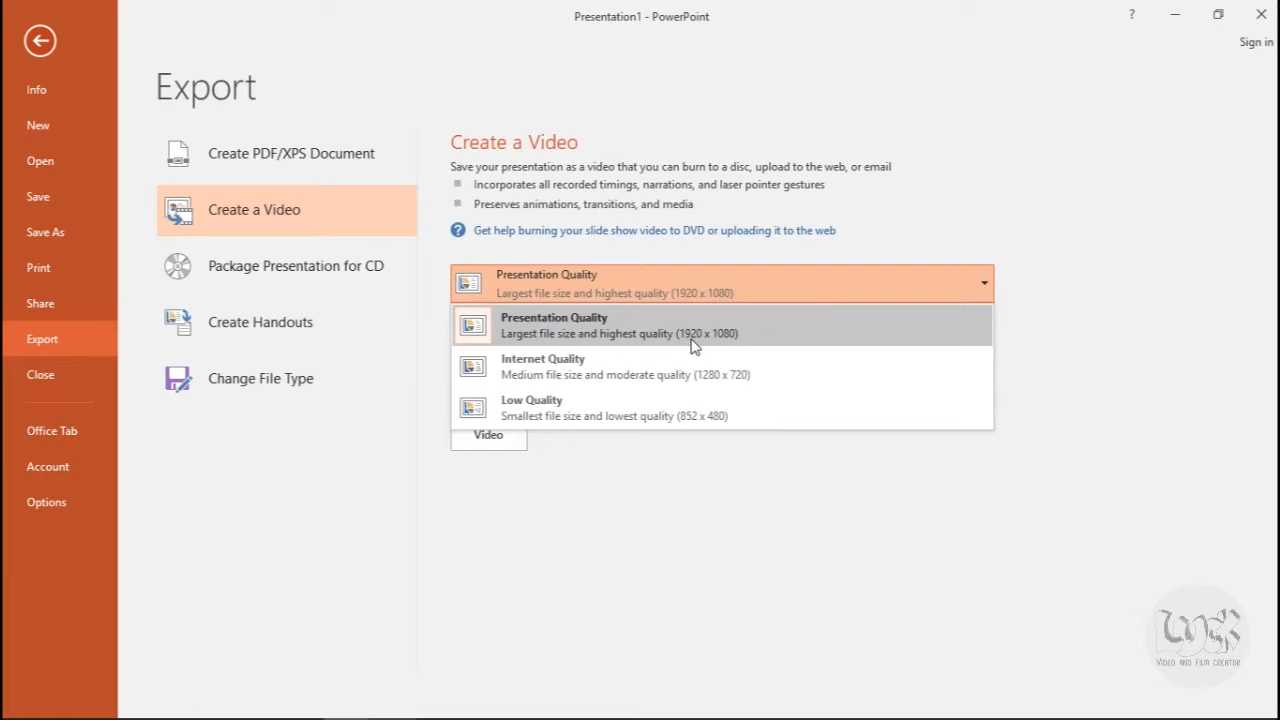 Presentation1 - PowerPoint
?
Sign in
Info
New
Open
Save
Save As
Print
Share
Export
Close
Office Tab
Account
Options
Export
Create PDF/XPS Document
Create a Video
Package Presentation for CD
Create Handouts
Change File Type
Create a Video
Save your presentation as a video that you can burn to a disc, upload to the web, or email
Incorporates all recorded timings, narrations, and laser pointer gestures
Preserves animations, transitions, and media
? Get help burning your slide show video to DVD or uploading it to the web
Presentation Quality
Largest file size and highest quality (1920 x 1080)
Presentation Quality
Largest file size and highest quality (1920 x 1080)
Internet Quality
Medium file size and moderate quality (1280 x 720)
Low Quality
Smallest file size and lowest quality (852 x 480)
Video
VIDEO AND FILM CREATOR